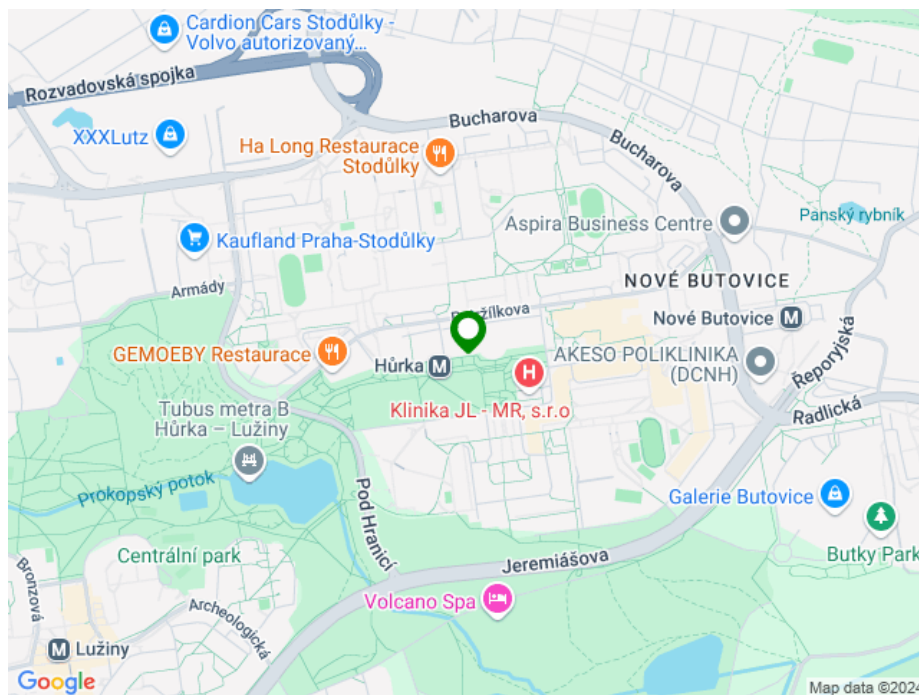 Cardion Cars Stodůlky -
Volvo autorizovaný...
Rozvadovská spojka
XXXLutz
Bucharova
Ha Long Restaurace
Stodůlky
Bucharova
Aspira Business Centre
Panský rybník
Kaufland Praha-Stodůlky
NOVÉ BUTOVICE
Armády
Nové Butovice
M
GEMOEBY Restaurace
Hůrka
M
AKESO POLIKLINIKA
(DCNH)
Řeporyjská
H
Klinika JL - MR, s.r.o
Radlická
Tubus metra B
Hůrka – Lužiny
Prokopský potok
Pod Hranicí
Galerie Butovice
Butky Park
Centrální park
Jeremiášova
Bronzová
Archeologická
Volcano Spa
M
Lužiny
Google
Map data ©2024